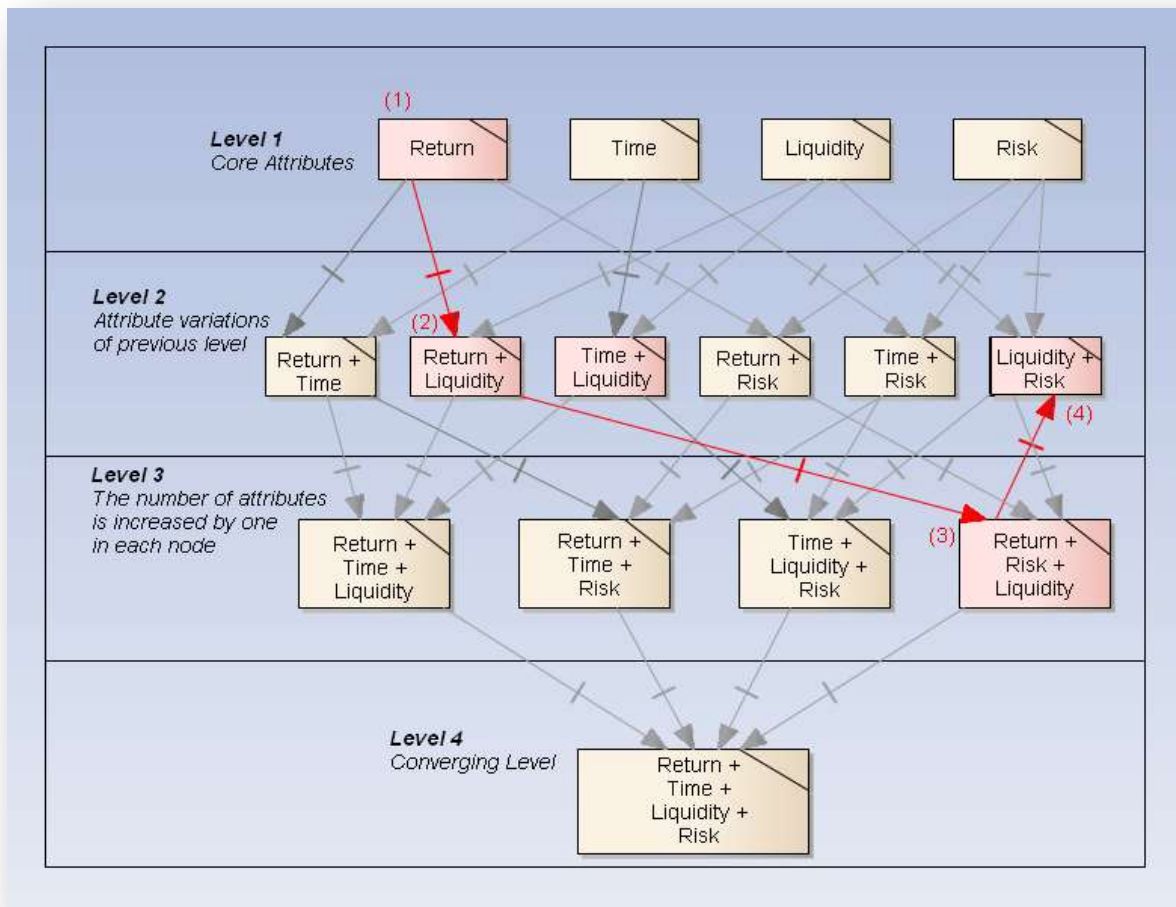 (1)
Level 1
Core Attributes
Return
Time
Liquidity
Risk
Level 2
Attribute variations
of previous level
(2)
Return +
Time
Return +
Liquidity
Time +
Liquidity
Return +
Risk
Time +
Risk
Liquidity +
Risk
(4)
Level 3
The number of attributes
is increased by one
in each node
Return +
Time +
Liquidity
Return +
Time +
Risk
Time +
Liquidity +
Risk
(3)
Return +
Risk +
Liquidity
Level 4
Converging Level
Return +
Time +
Liquidity +
Risk